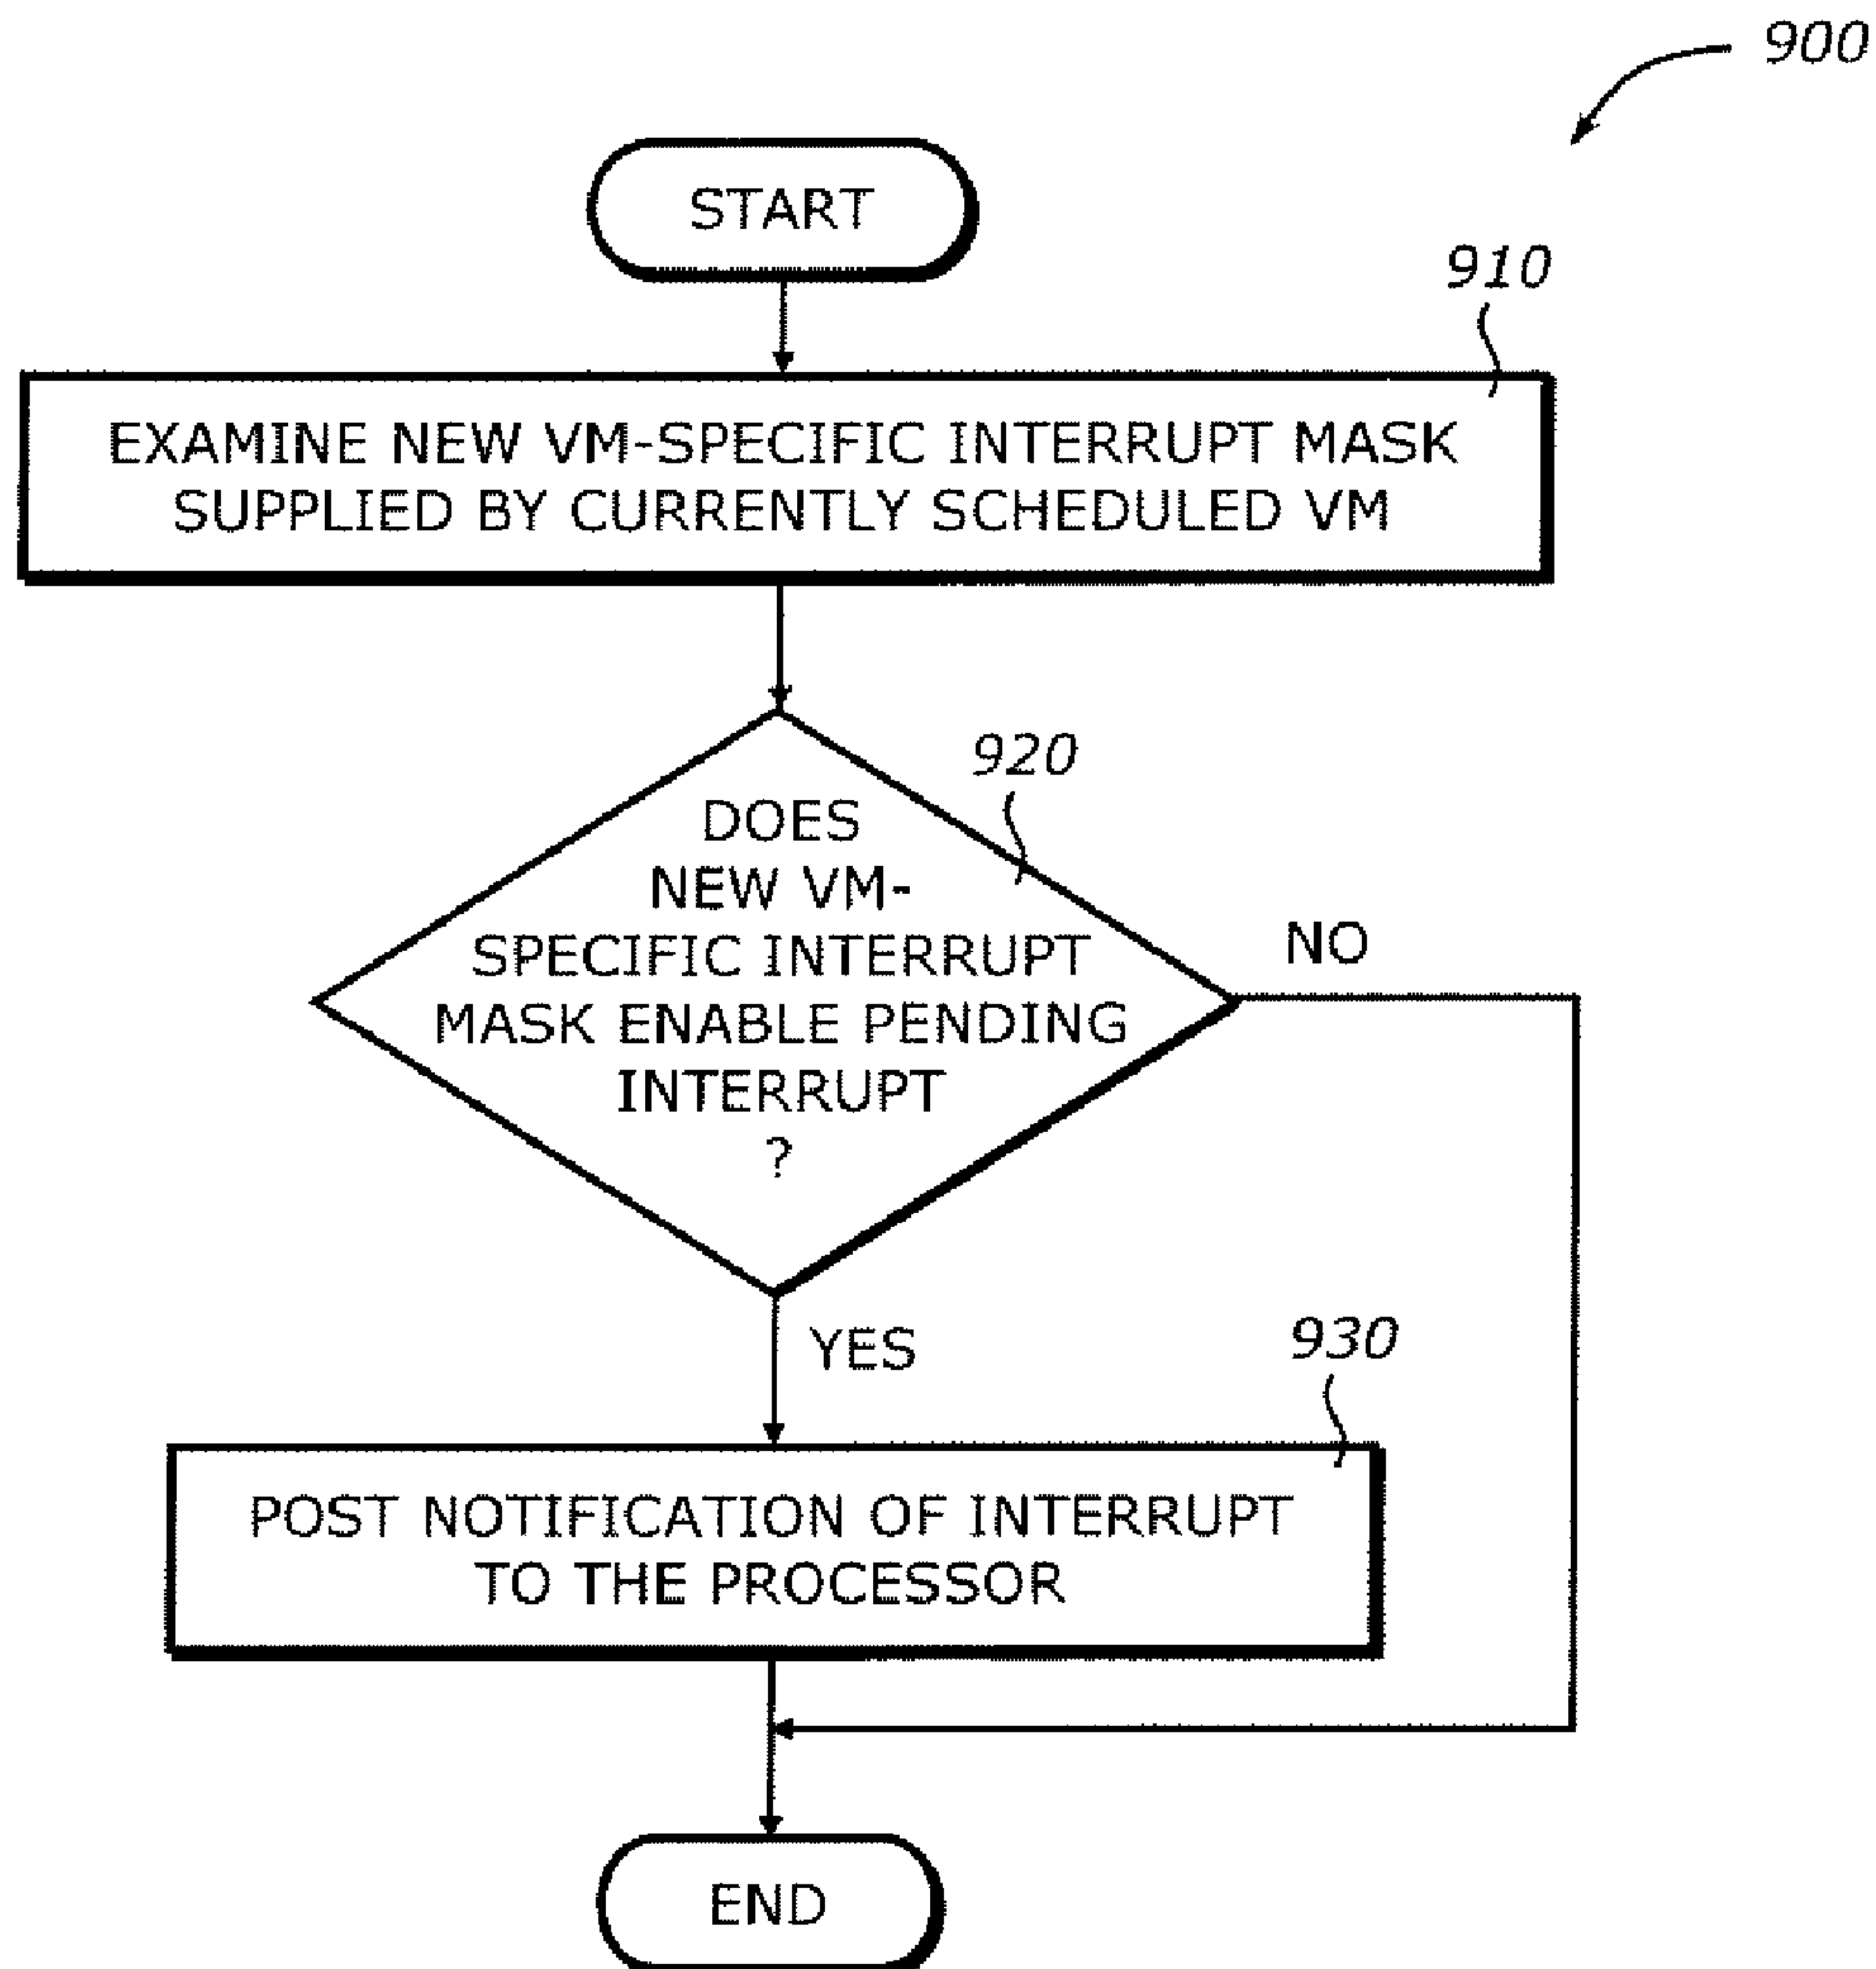 900
START
910
EXAMINE NEW VM-SPECIFIC INTERRUPT MASK
SUPPLIED BY CURRENTLY SCHEDULED VM
920
DOES
NEW VM-
SPECIFIC INTERRUPT
MASK ENABLE PENDING
INTERRUPT
?
NO
YES
930
POST NOTIFICATION OF INTERRUPT
TO THE PROCESSOR
END